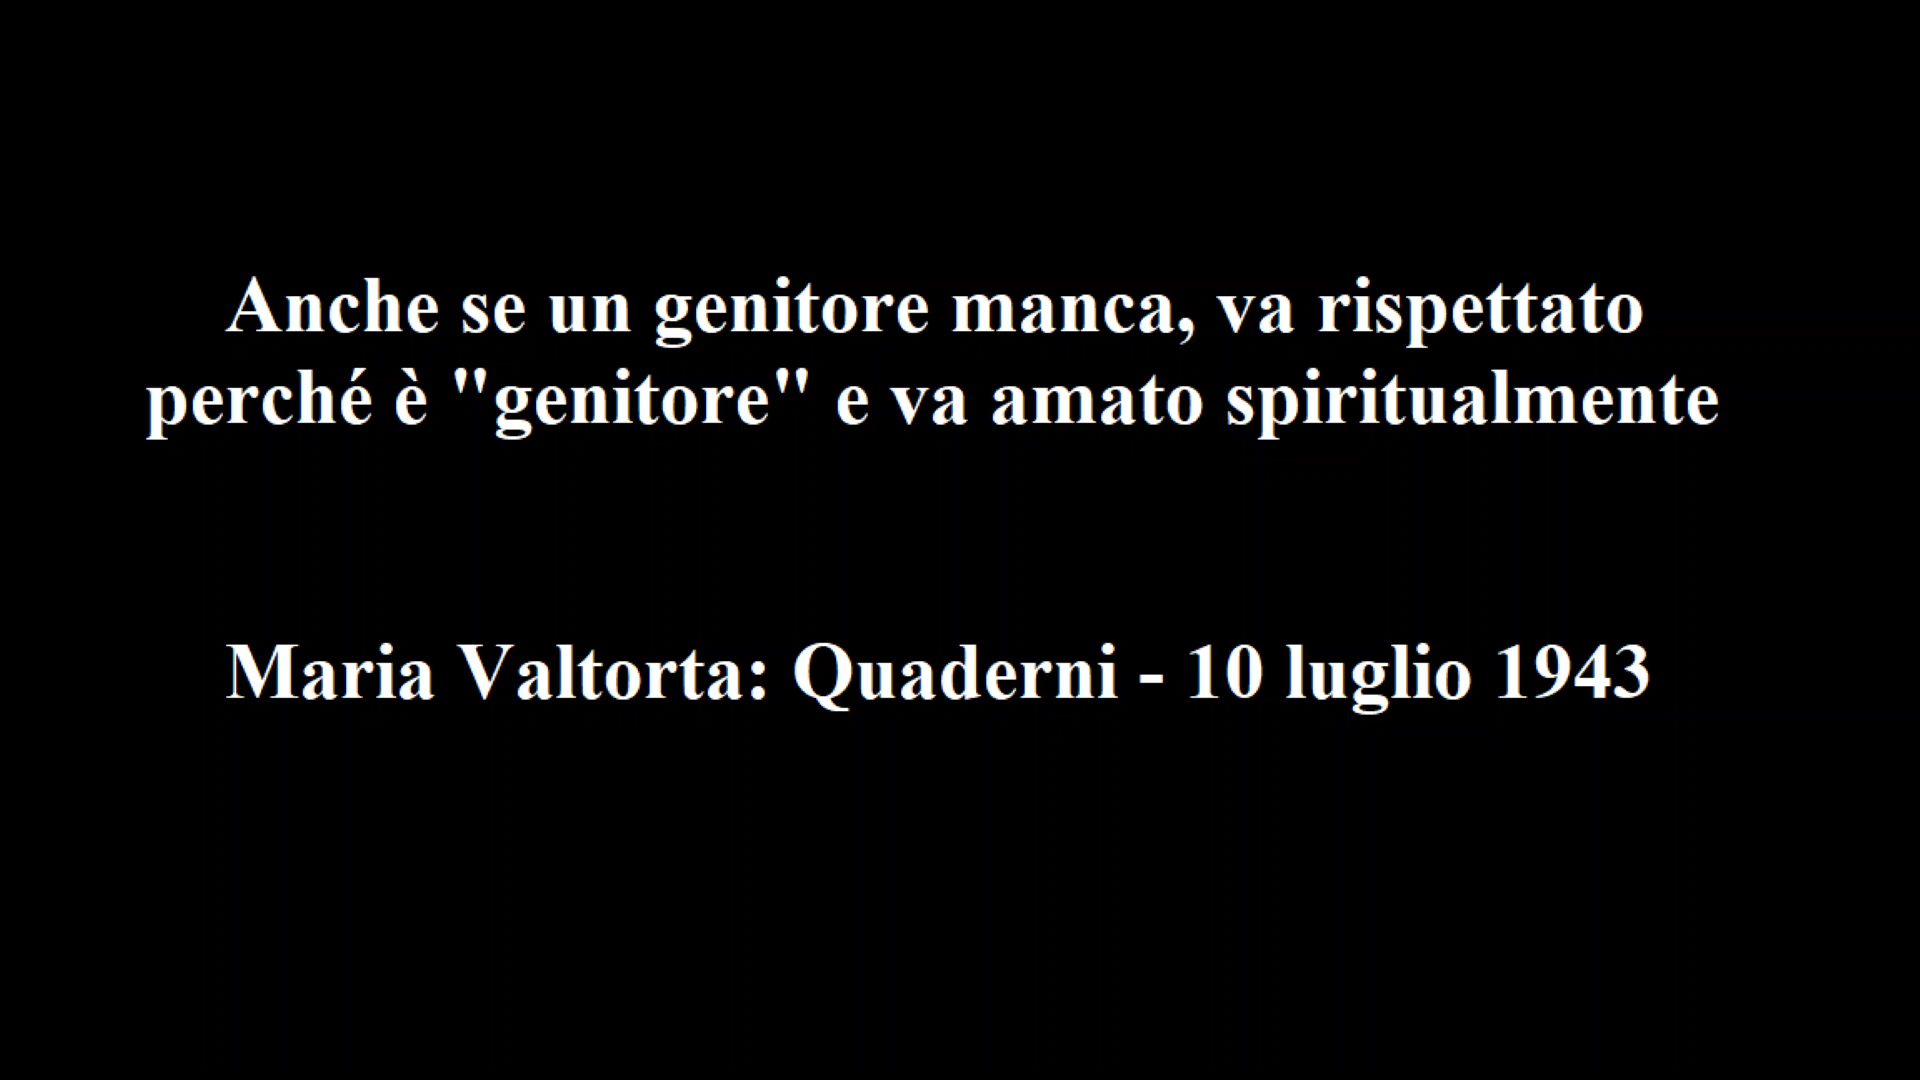 Anche se un genitore manca, va rispettato
perché è "genitore" e va amato spiritualmente
Maria Valtorta: Quaderni - 10 luglio 1943